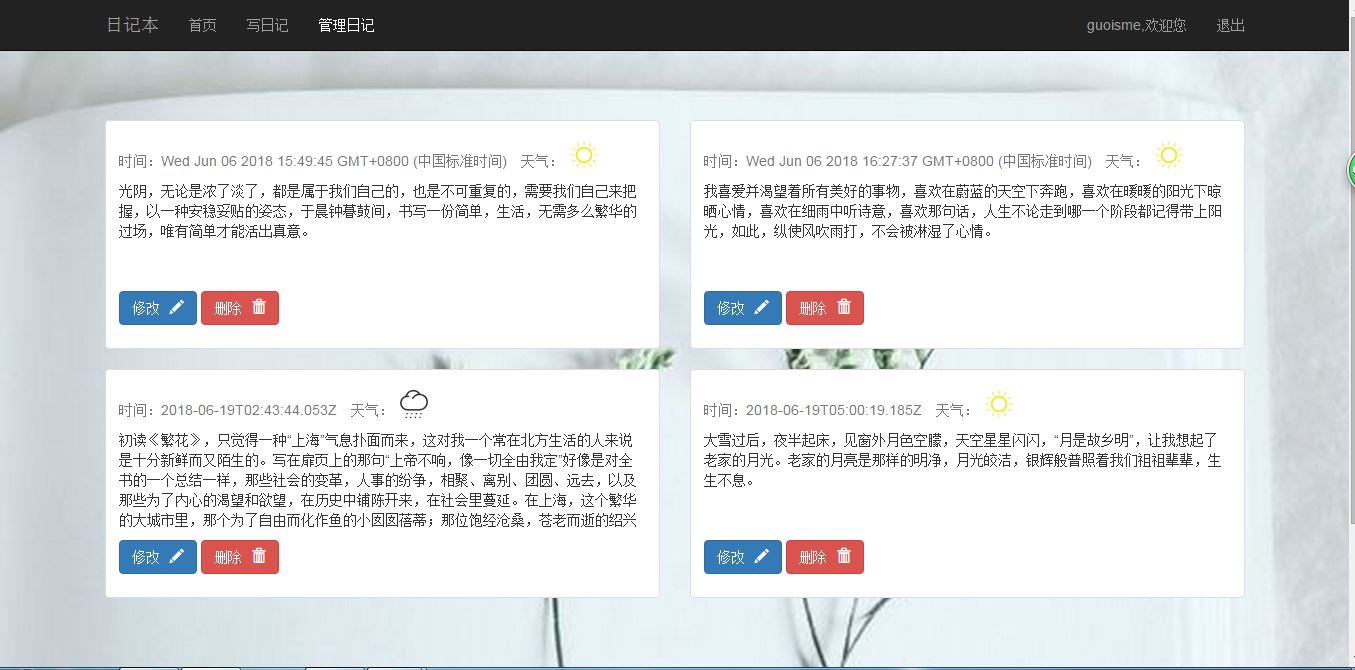 日记本 首页 写日记 管理日记 guoisme,欢迎您 退出
时间：Wed Jun 06 2018 15:49:45 GMT+0800 (中国标准时间) 天气：
光阴，无论是浓了淡了，都是属于我们自己的，也是不可重复的，需要我们自己来把
握，以一种安稳妥贴的姿态，于晨钟暮鼓间，书写一份简单，生活，无需多么繁华的
过场，唯有简单才能活出真意。
修改 删除
时间：Wed Jun 06 2018 16:27:37 GMT+0800 (中国标准时间) 天气：
我喜爱并渴望着所有美好的事物，喜欢在蔚蓝的天空下奔跑，喜欢在暖暖的阳光下晾
晒心情，喜欢在细雨中听诗意，喜欢那句话，人生不论走到哪一个阶段都记得带上阳
光，如此，纵使风吹雨打，不会被淋湿了心情。
修改 删除
时间：2018-06-19T02:43:44.053Z 天气：
初读《繁花》，只觉得一种“上海”气息扑面而来，这对我一个常在北方生活的人来说
是十分新鲜而又陌生的。写在扉页上的那句“上帝不响，像一切全由我定”好像是对全
书的一个总结一样，那些社会的变革，人事的纷争，相聚、离别、团圆、远去，以及
那些为了内心的渴望和欲望，在历史中铺陈开来，在社会里蔓延。在上海，这个繁华
的大城市里，那个为了自由而化作鱼的小囡囡蓓蒂；那位饱经沧桑，苍老而逝的绍兴
修改 删除
时间：2018-06-19T05:00:19.185Z 天气：
大雪过后，夜半起床，见窗外月色空朦，天空星星闪闪，“月是故乡明”，让我想起了
老家的月光。老家的月亮是那样的明净，月光皎洁，银辉般普照着我们祖祖辈辈，生
生不息。
修改 删除